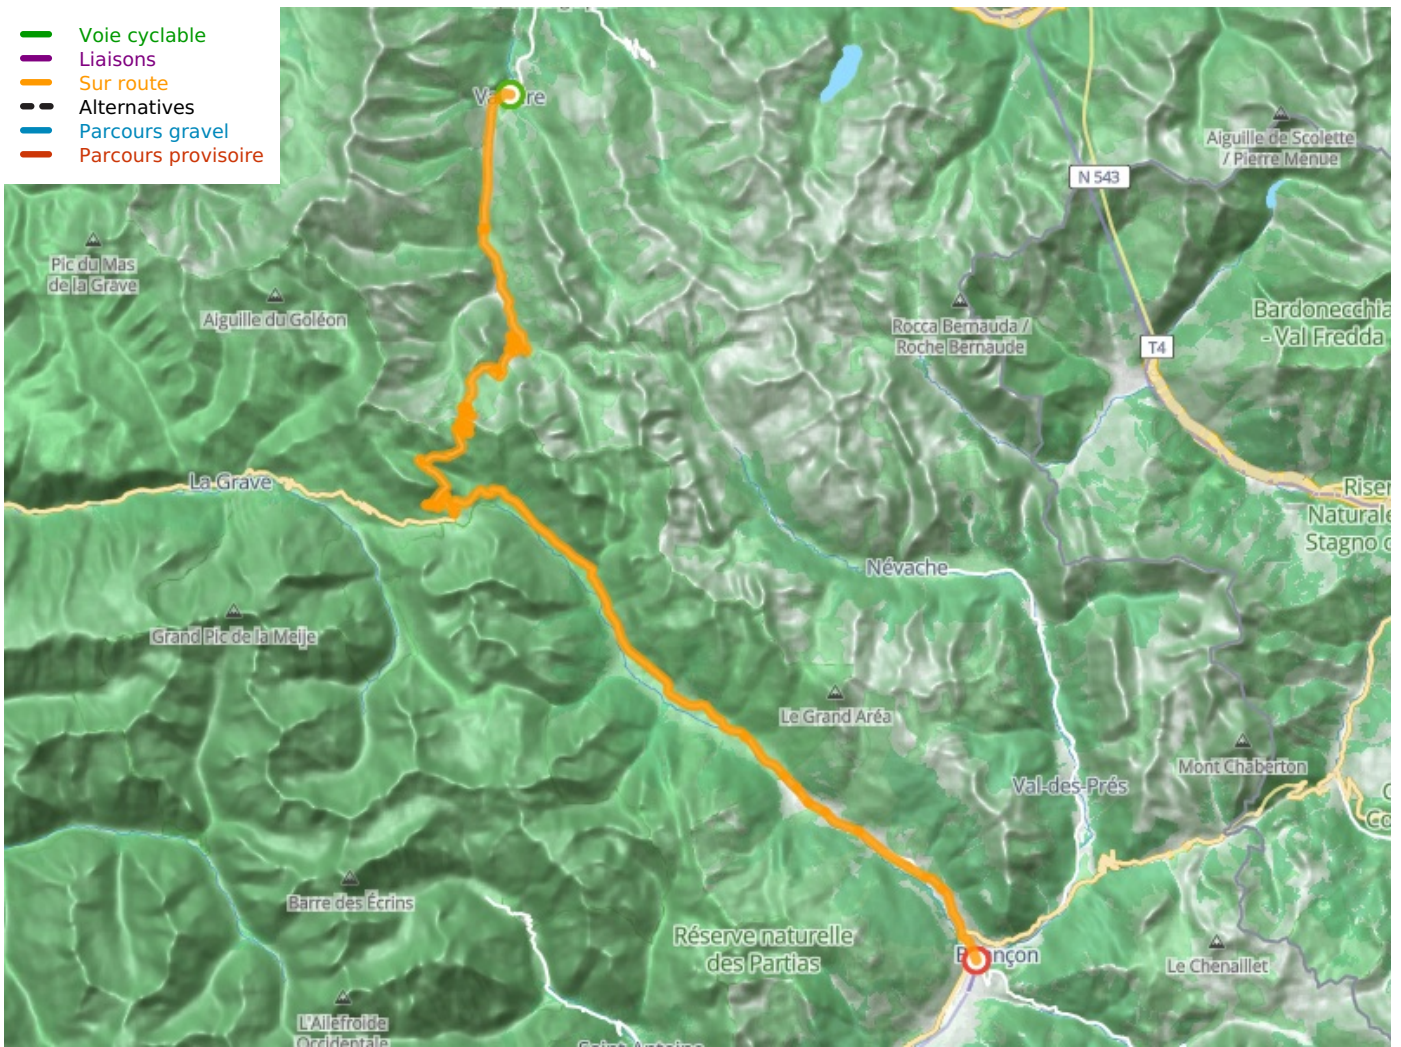 Voie cyclable
Liaisons
Sur route
Alternatives
Parcours gravel
Parcours provisoire
Aiguille de Scolette
/ Pierre Menue
N 543
Pic du Mas
de la Grave
Aiguille du Goléon
Rocca Bernauda /
Roche Bernaude
Bardonecchia
- Val Fredda
T4
La Grave
Naturale
Stagno
Névache
Grand Pic de la Meije
Le Grand Aréa
Mont Chaberton
Val-des-Prés
Barre des Écrins
Réserve naturelle
des Partias
Le Chenaillet
L'Ailefroide
Occidentale